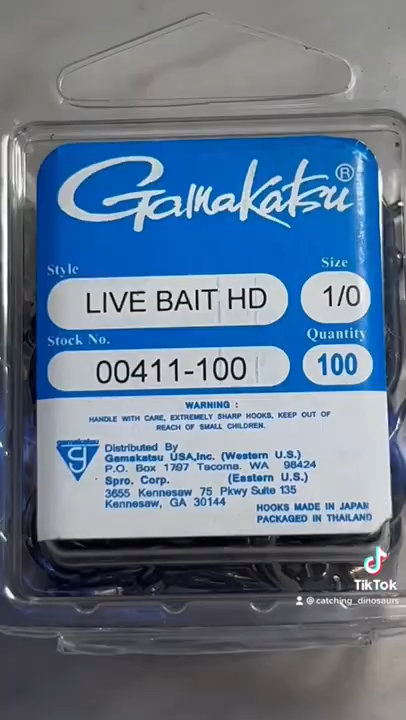 Gamakatsu®
Style
Size
LIVE BAIT HD
1/0
Stock No.
Quantity
00411-100
100
WARNING :
HANDLE WITH CARE, EXTREMELY SHARP HOOKS, KEEP OUT OF
REACH OF SMALL CHILDREN.
gamakatsu
Distributed By
Gamakatsu USA,Inc. (Western U.S.)
P.O. Box 1797 Tacoma. WA 98424
Spro. Corp. (Eastern U.S.)
3655 Kennesaw 75 Pkwy Suite 135
Kennesaw, GA 30144
HOOKS MADE IN JAPAN
PACKAGED IN THAILAND
TikTok
@catching_dinosaurs